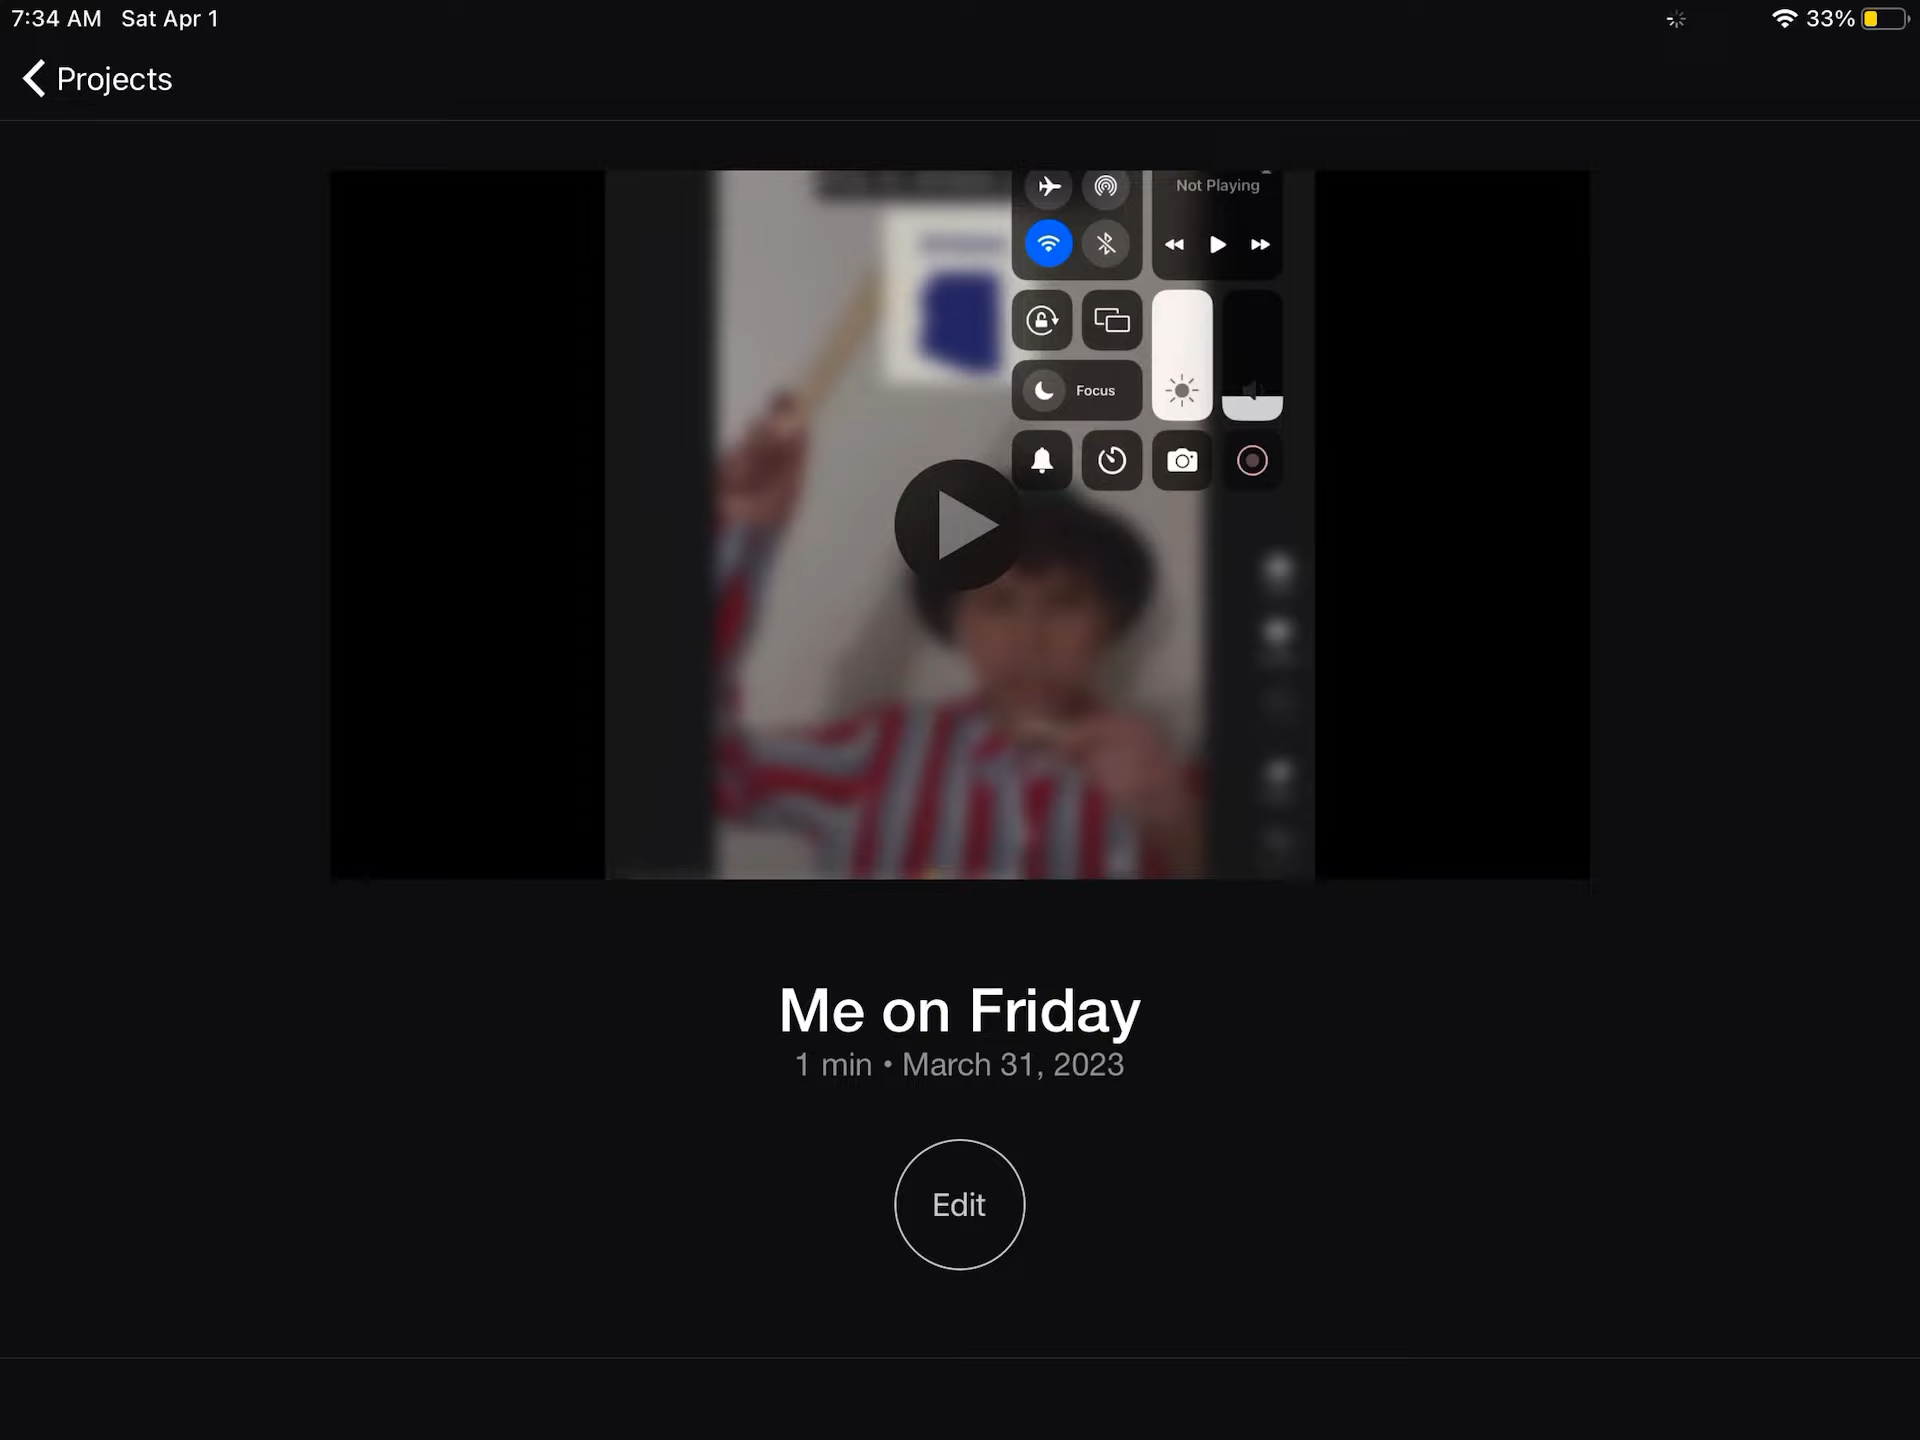 7:34 AM Sat Apr 1
33%
Projects
Not Playing
Focus
Me on Friday
1 min • March 31, 2023
Edit